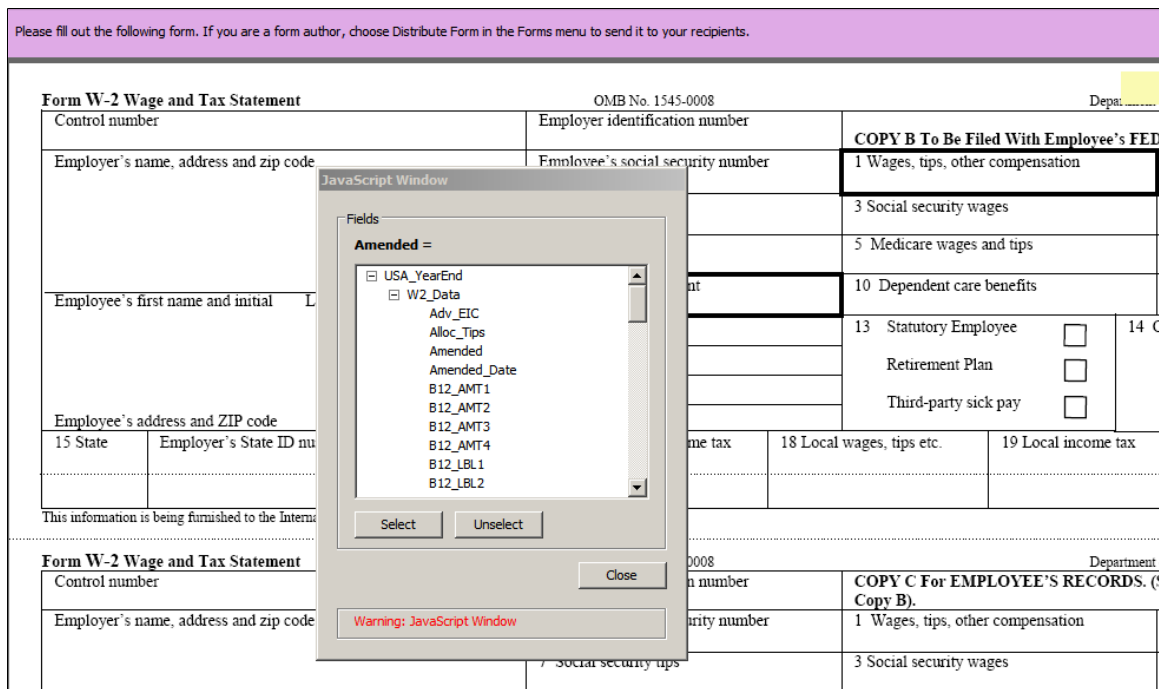 Please fill out the following form. If you are a form author, choose Distribute Form in the Forms menu to send it to your recipients.
Form W-2 Wage and Tax Statement OMB No. 1545-0008
Control number Employer identification number
COPY B To Be Filed With Employee's FED
Employer's name, address and zip code Employee's social security number 1 Wages, tips, other compensation
JavaScript Window
3 Social security wages
Fields
Amended =
5 Medicare wages and tips
USA_YearEnd
10 Dependent care benefits
W2_Data
Employee's first name and initial
Adv_EIC
13 Statutory Employee 14
Alloc_Tips
Amended
Retirement Plan
Amended_Date
B12_AMT1
Third-party sick pay
B12_AMT2
Employee's address and ZIP code
B12_AMT3
15 State Employer's State ID tax 18 Local wages, tips etc. 19 Local income tax
B12_AMT4
B12_LBL1
B12_LBL2
This information is being furnished to the
Select Unselect
Form W-2 Wage and Tax Statement Department
Close
Control number number COPY C For EMPLOYEE'S RECORDS.
Copy B).
Employer's name, address and zip code number 1 Wages, tips, other compensation
Warning: JavaScript Window
7 Social security tips 3 Social security wages